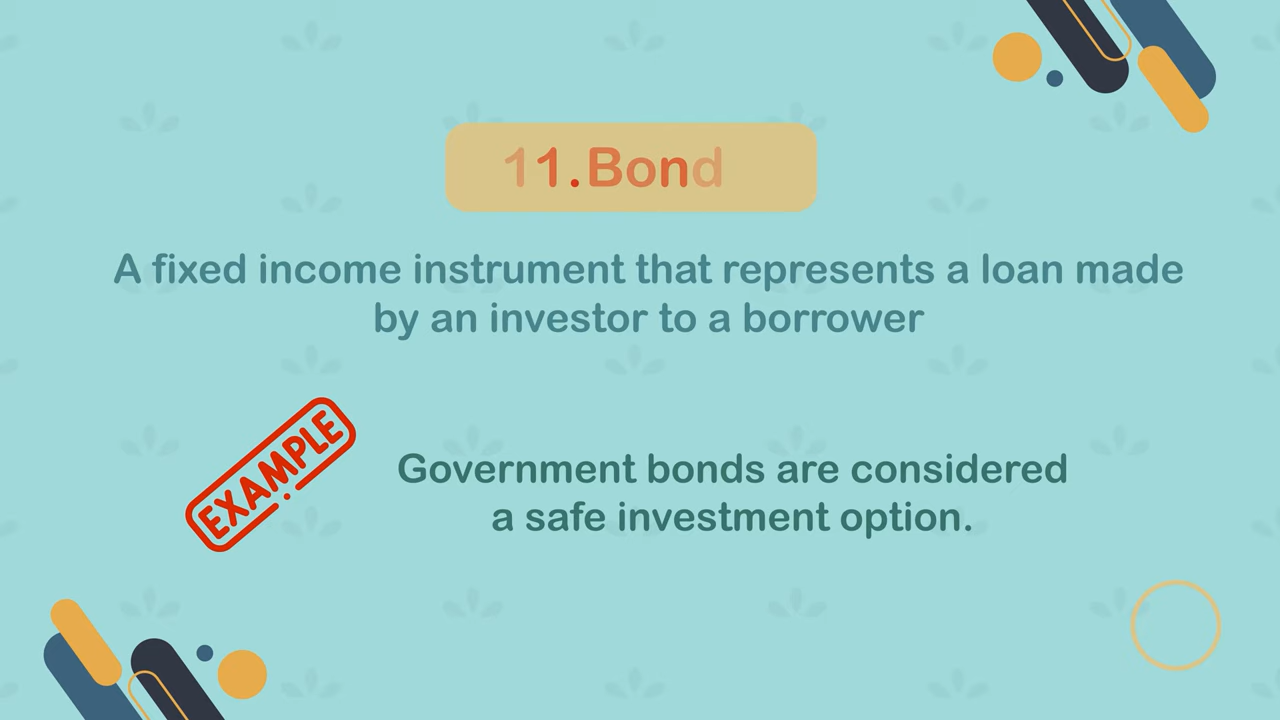 11.Bond
A fixed income instrument that represents a loan made
by an investor to a borrower
EXAMPLE
Government bonds are considered
a safe investment option.